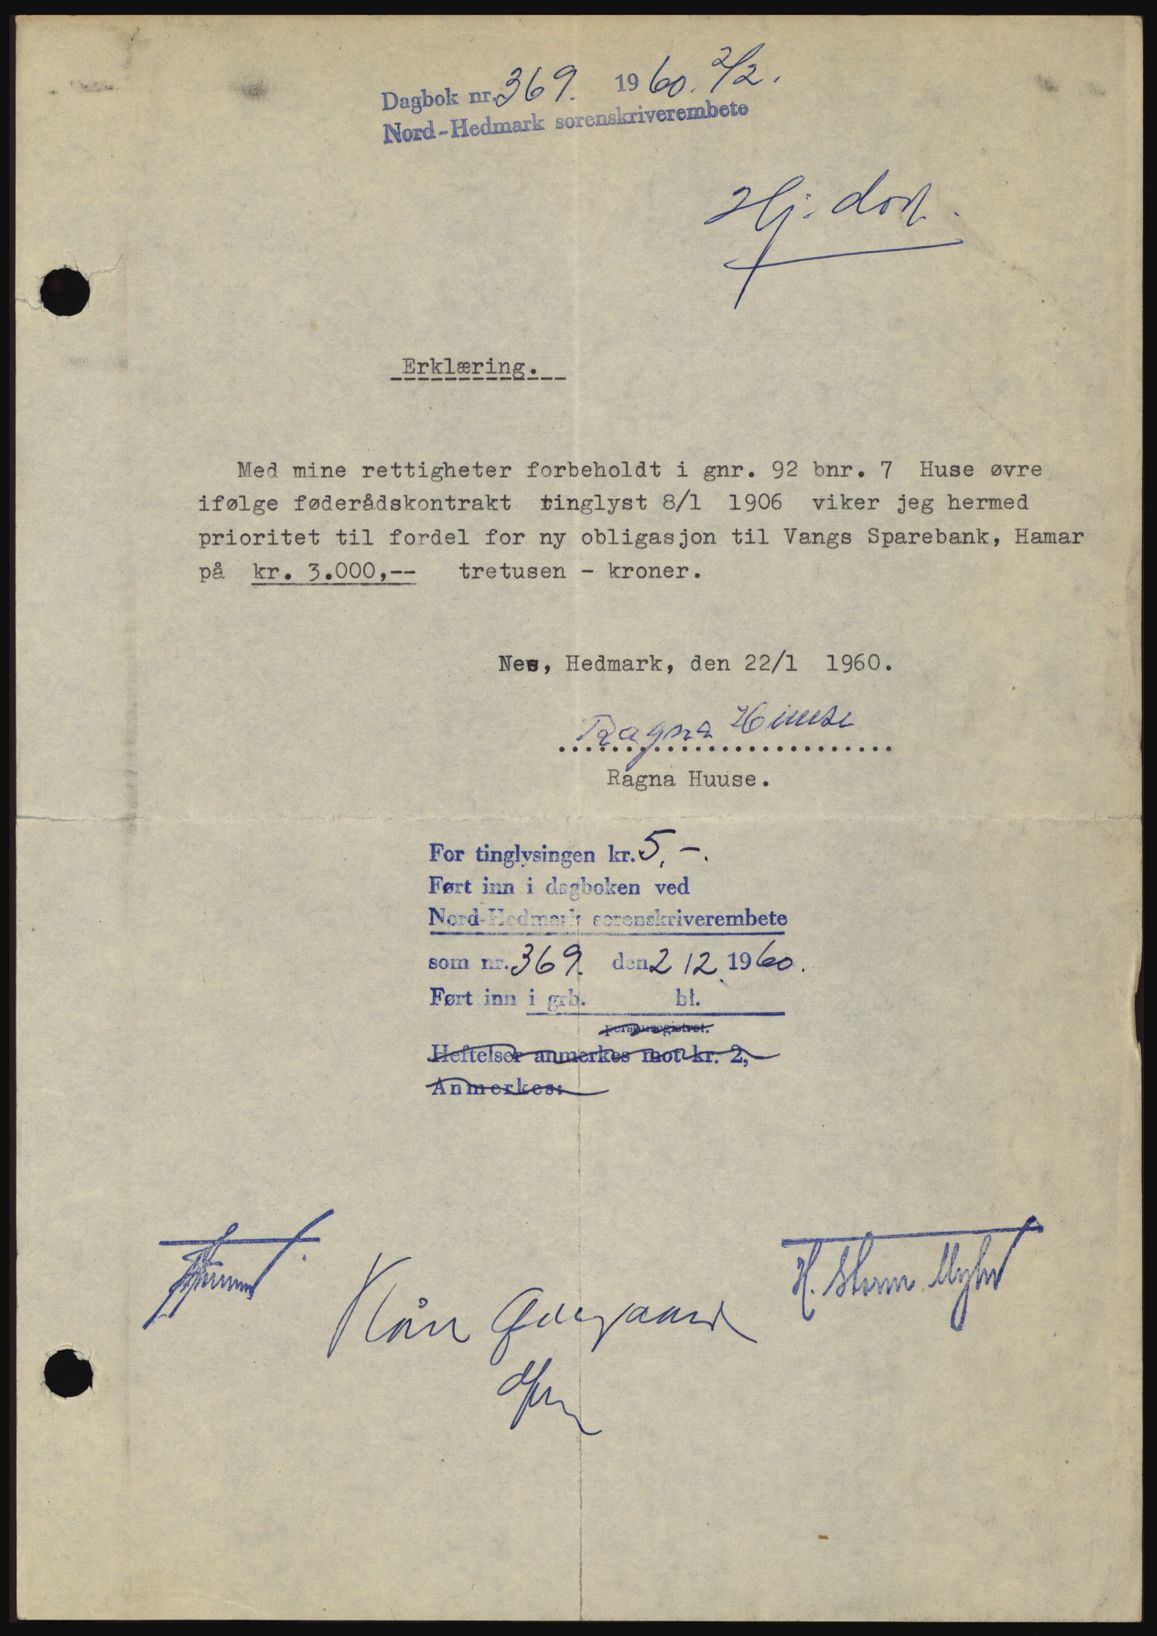 Dagbok nr. 369. 1960. 2/2.
Nord-Hedmark sorenskriverembete
Hj. dok.
Erklæring.
Med mine rettigheter forbeholdt i gnr. 92 bnr. 7 Huse øvre
ifølge føderådskontrakt tinglyst 8/1 1906 viker jeg hermed
prioritet til fordel for ny obligasjon til Vangs Sparebank, Hamar
på kr. 3.000,-- tretusen - kroner.
Nes, Hedmark, den 22/1 1960.
Ragna Huuse
Ragna Huuse.
For tinglysingen kr. 5,-.
Ført inn i dagboken ved
Nord-Hedmark sorenskriverembete
som nr. 369. den 2/2 1960.
Ført inn i grb. bl.
Heftelser anmerkes mot kr. 2,-
Anmerkes:
H. Storm
Kåre